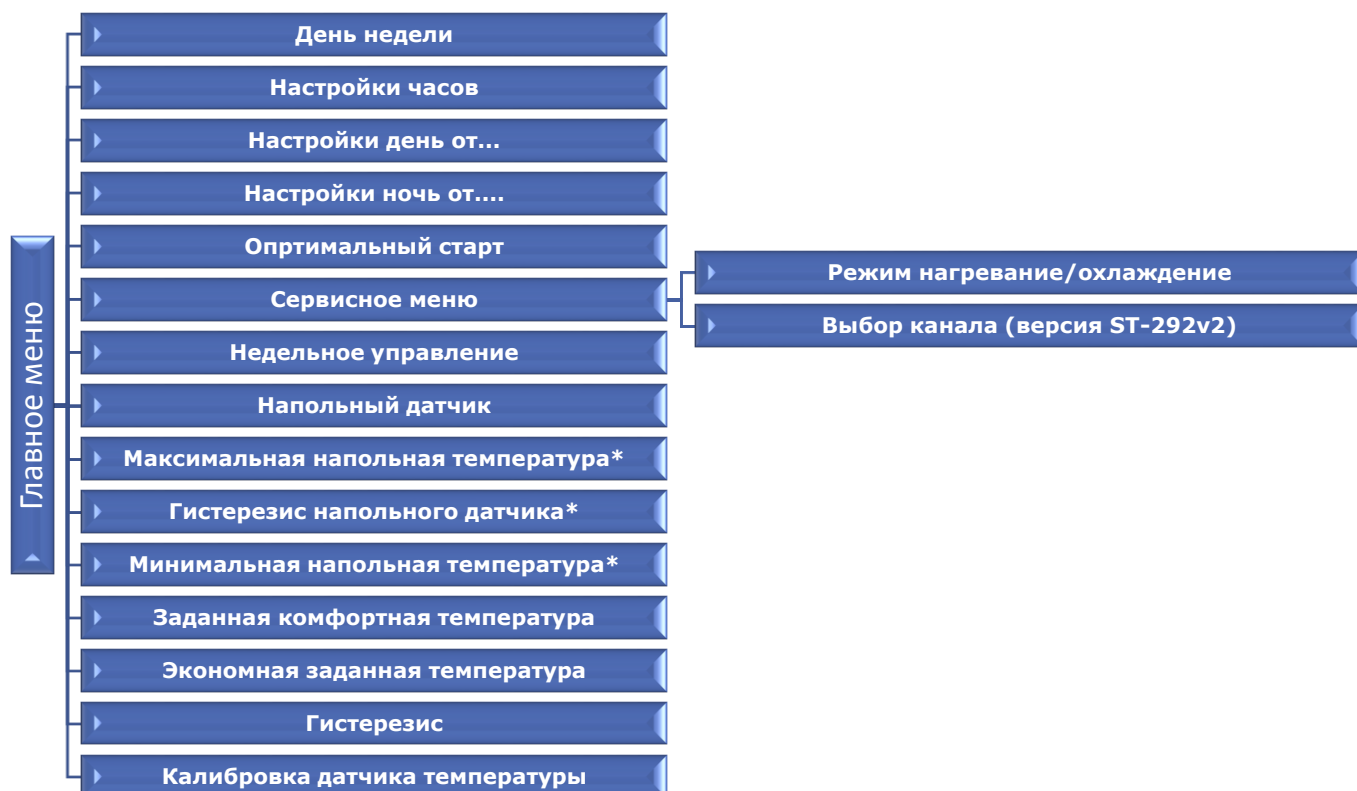 Главное меню
День недели
Настройки часов
Настройки день от...
Настройки ночь от....
Опртимальный старт
Сервисное меню
Режим нагревание/охлаждение
Выбор канала (версия ST-292v2)
Недельное управление
Напольный датчик
Максимальная напольная температура*
Гистерезис напольного датчика*
Минимальная напольная температура*
Заданная комфортная температура
Экономная заданная температура
Гистерезис
Калибровка датчика температуры